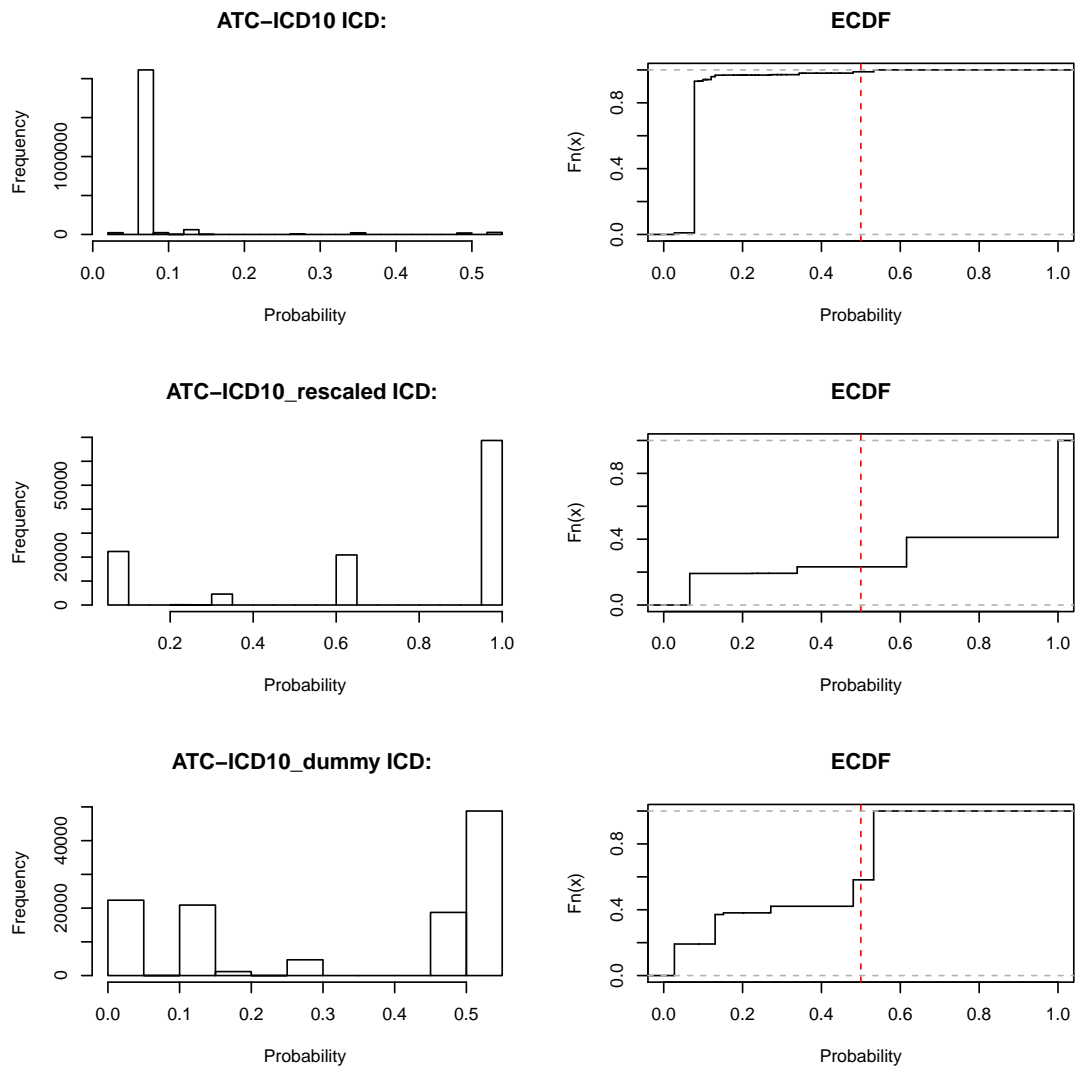 ATC−ICD10 ICD:
Frequency
0
1000000
0.0 0.1 0.2 0.3 0.4 0.5
Probability
ECDF
Fn(x)
0.0 0.4 0.8
0.0 0.2 0.4 0.6 0.8 1.0
Probability
ATC−ICD10_rescaled ICD:
Frequency
0 20000 50000
0.2 0.4 0.6 0.8 1.0
Probability
ECDF
Fn(x)
0.0 0.4 0.8
0.0 0.2 0.4 0.6 0.8 1.0
Probability
ATC−ICD10_dummy ICD:
Frequency
0 20000 40000
0.0 0.1 0.2 0.3 0.4 0.5
Probability
ECDF
Fn(x)
0.0 0.4 0.8
0.0 0.2 0.4 0.6 0.8 1.0
Probability